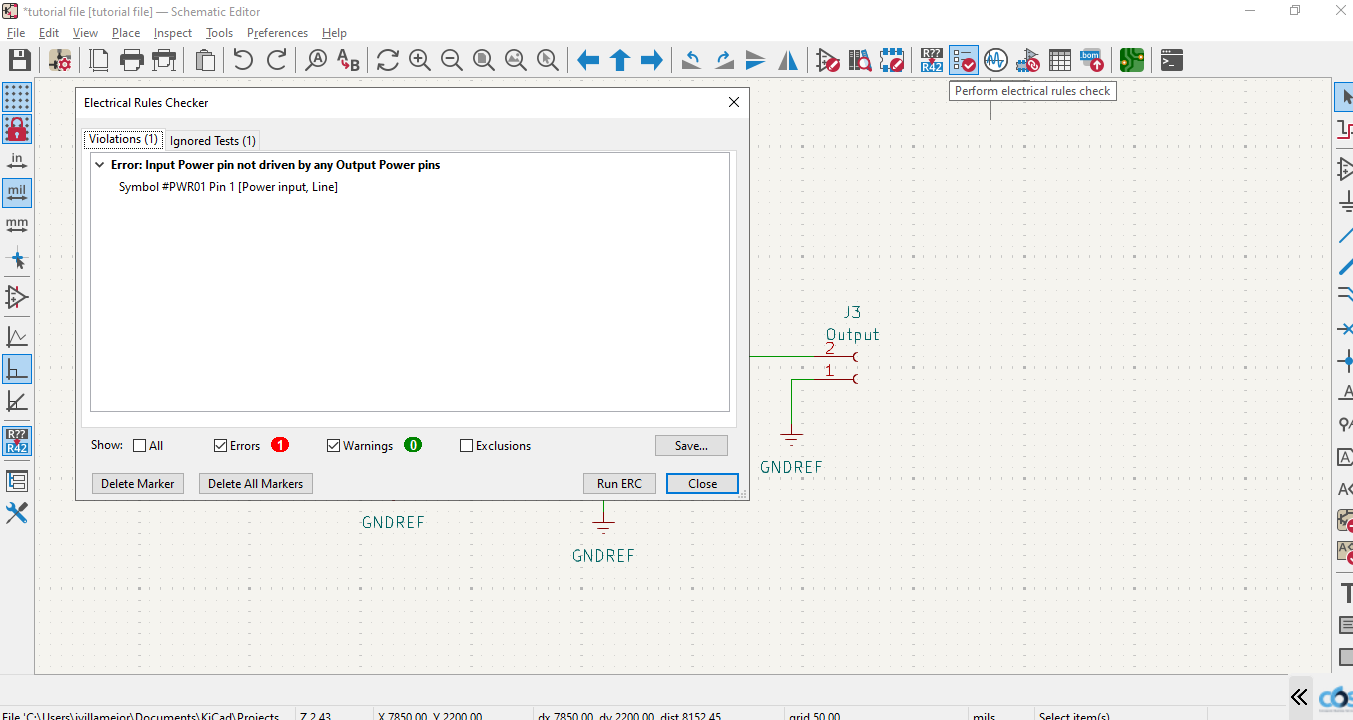 *tutorial file [tutorial file] — Schematic Editor
File Edit View Place Inspect Tools Preferences Help
Perform electrical rules check
Electrical Rules Checker
Violations (1) Ignored Tests (1)
Error: Input Power pin not driven by any Output Power pins
Symbol #PWR01 Pin 1 [Power input, Line]
Show: All Errors 1 Warnings 0 Exclusions Save...
Delete Marker Delete All Markers Run ERC Close
in
mil
mm
R??
R42
R??
R42
bom
A
B
J3
Output
2
1
GNDREF
GNDREF
GNDREF
File 'C:\Users\jvillamejor\Documents\KiCad\Projects Z 2.43 X 7850.00 Y 2200.00 dx 7850.00 dy 2200.00 dist 8152.45 grid 50.00 mils Select item(s)